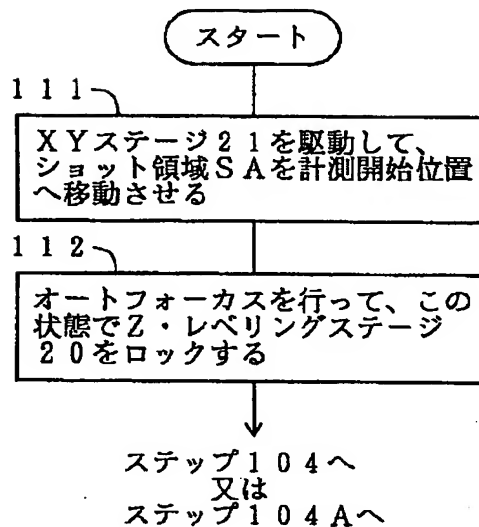 スタート
111
XYステージ21を駆動して、
ショット領域SAを計測開始位置
へ移動させる
112
オートフォーカスを行って、この
状態でZ・レベリングステージ
20をロックする
ステップ104へ
又は
ステップ104Aへ